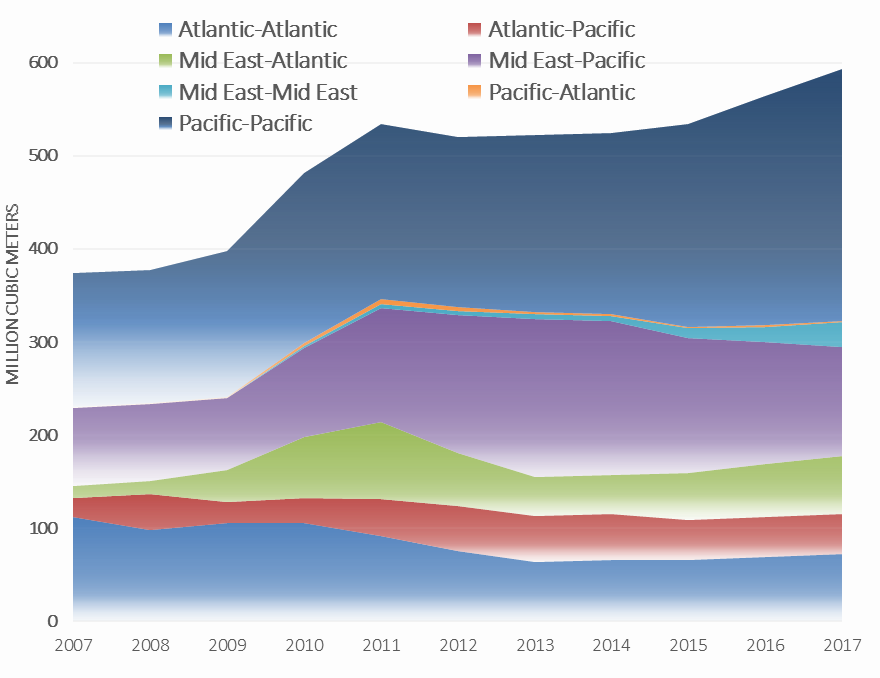 Atlantic-Atlantic Atlantic-Pacific
Mid East-Atlantic Mid East-Pacific
Mid East-Mid East Pacific-Atlantic
Pacific-Pacific
600
500
400
300
200
100
0
MILLION CUBIC METERS
2007 2008 2009 2010 2011 2012 2013 2014 2015 2016 2017